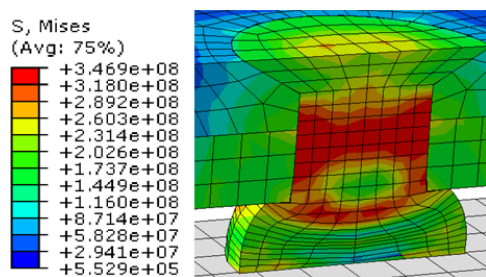 S, Mises
(Avg: 75%)
+3.469e+08
+3.180e+08
+2.892e+08
+2.603e+08
+2.314e+08
+2.026e+08
+1.737e+08
+1.449e+08
+1.160e+08
+8.714e+07
+5.828e+07
+2.941e+07
+5.529e+05